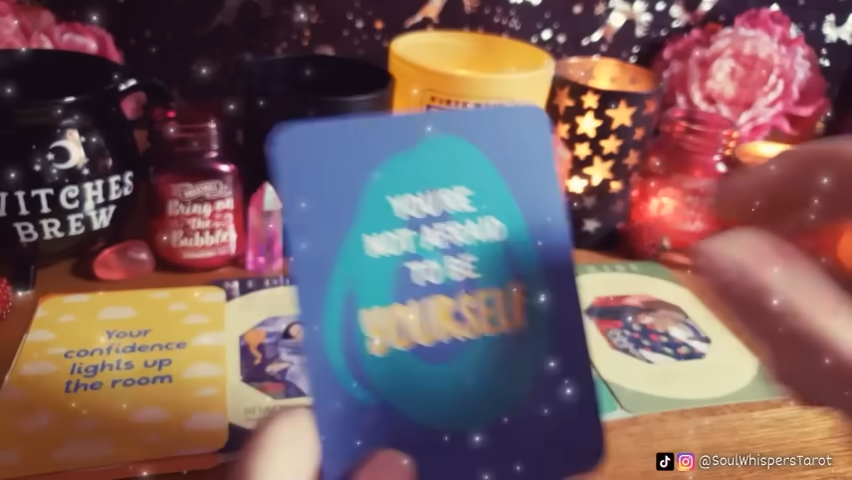 WITCHES
BREW
Bring on
The
Bubbles
YOU'RE
NOT AFRAID
TO BE
YOURSELF
Your
confidence
lights up
the room
@SoulWhispersTarot